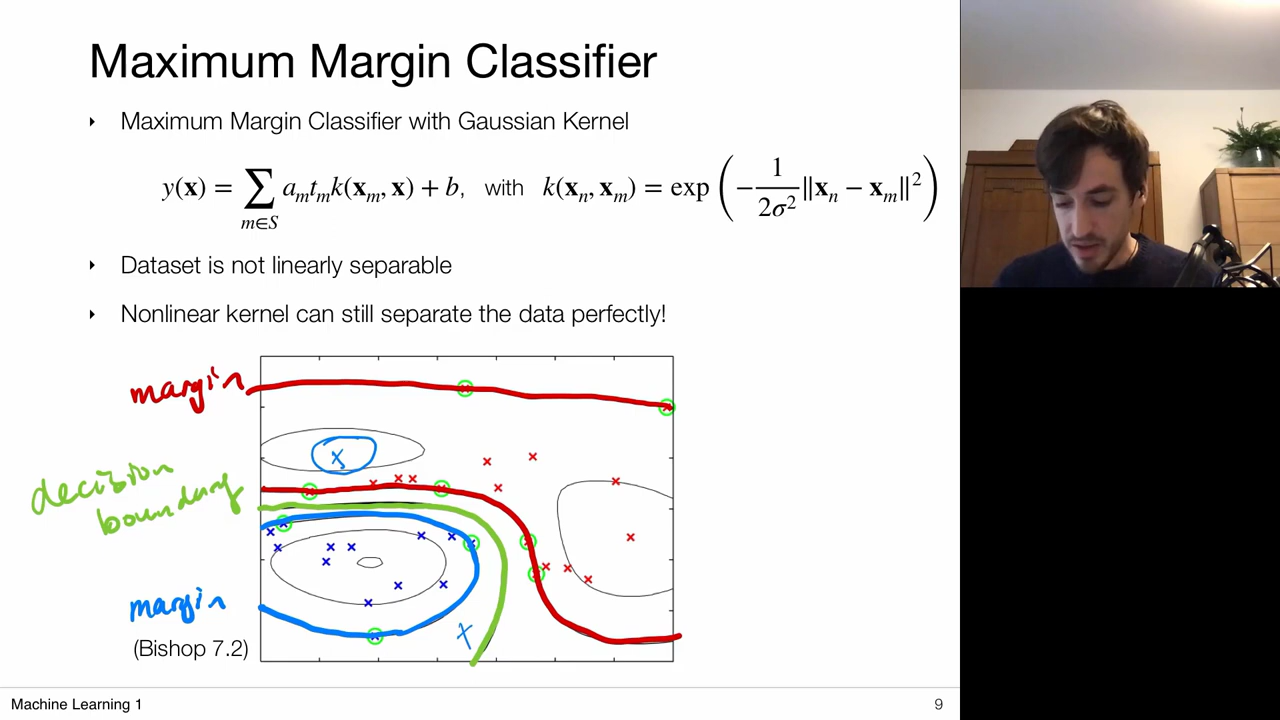 Maximum Margin Classifier
‣ Maximum Margin Classifier with Gaussian Kernel
y(𝐱) = ∑_{m∈S} a_m t_m k(𝐱_m, 𝐱) + b, with k(𝐱_n, 𝐱_m) = exp(−1/(2σ²) ‖𝐱_n − 𝐱_m‖²)
‣ Dataset is not linearly separable
‣ Nonlinear kernel can still separate the data perfectly!
margin
decision
boundary
margin
(Bishop 7.2)
Machine Learning 1
9